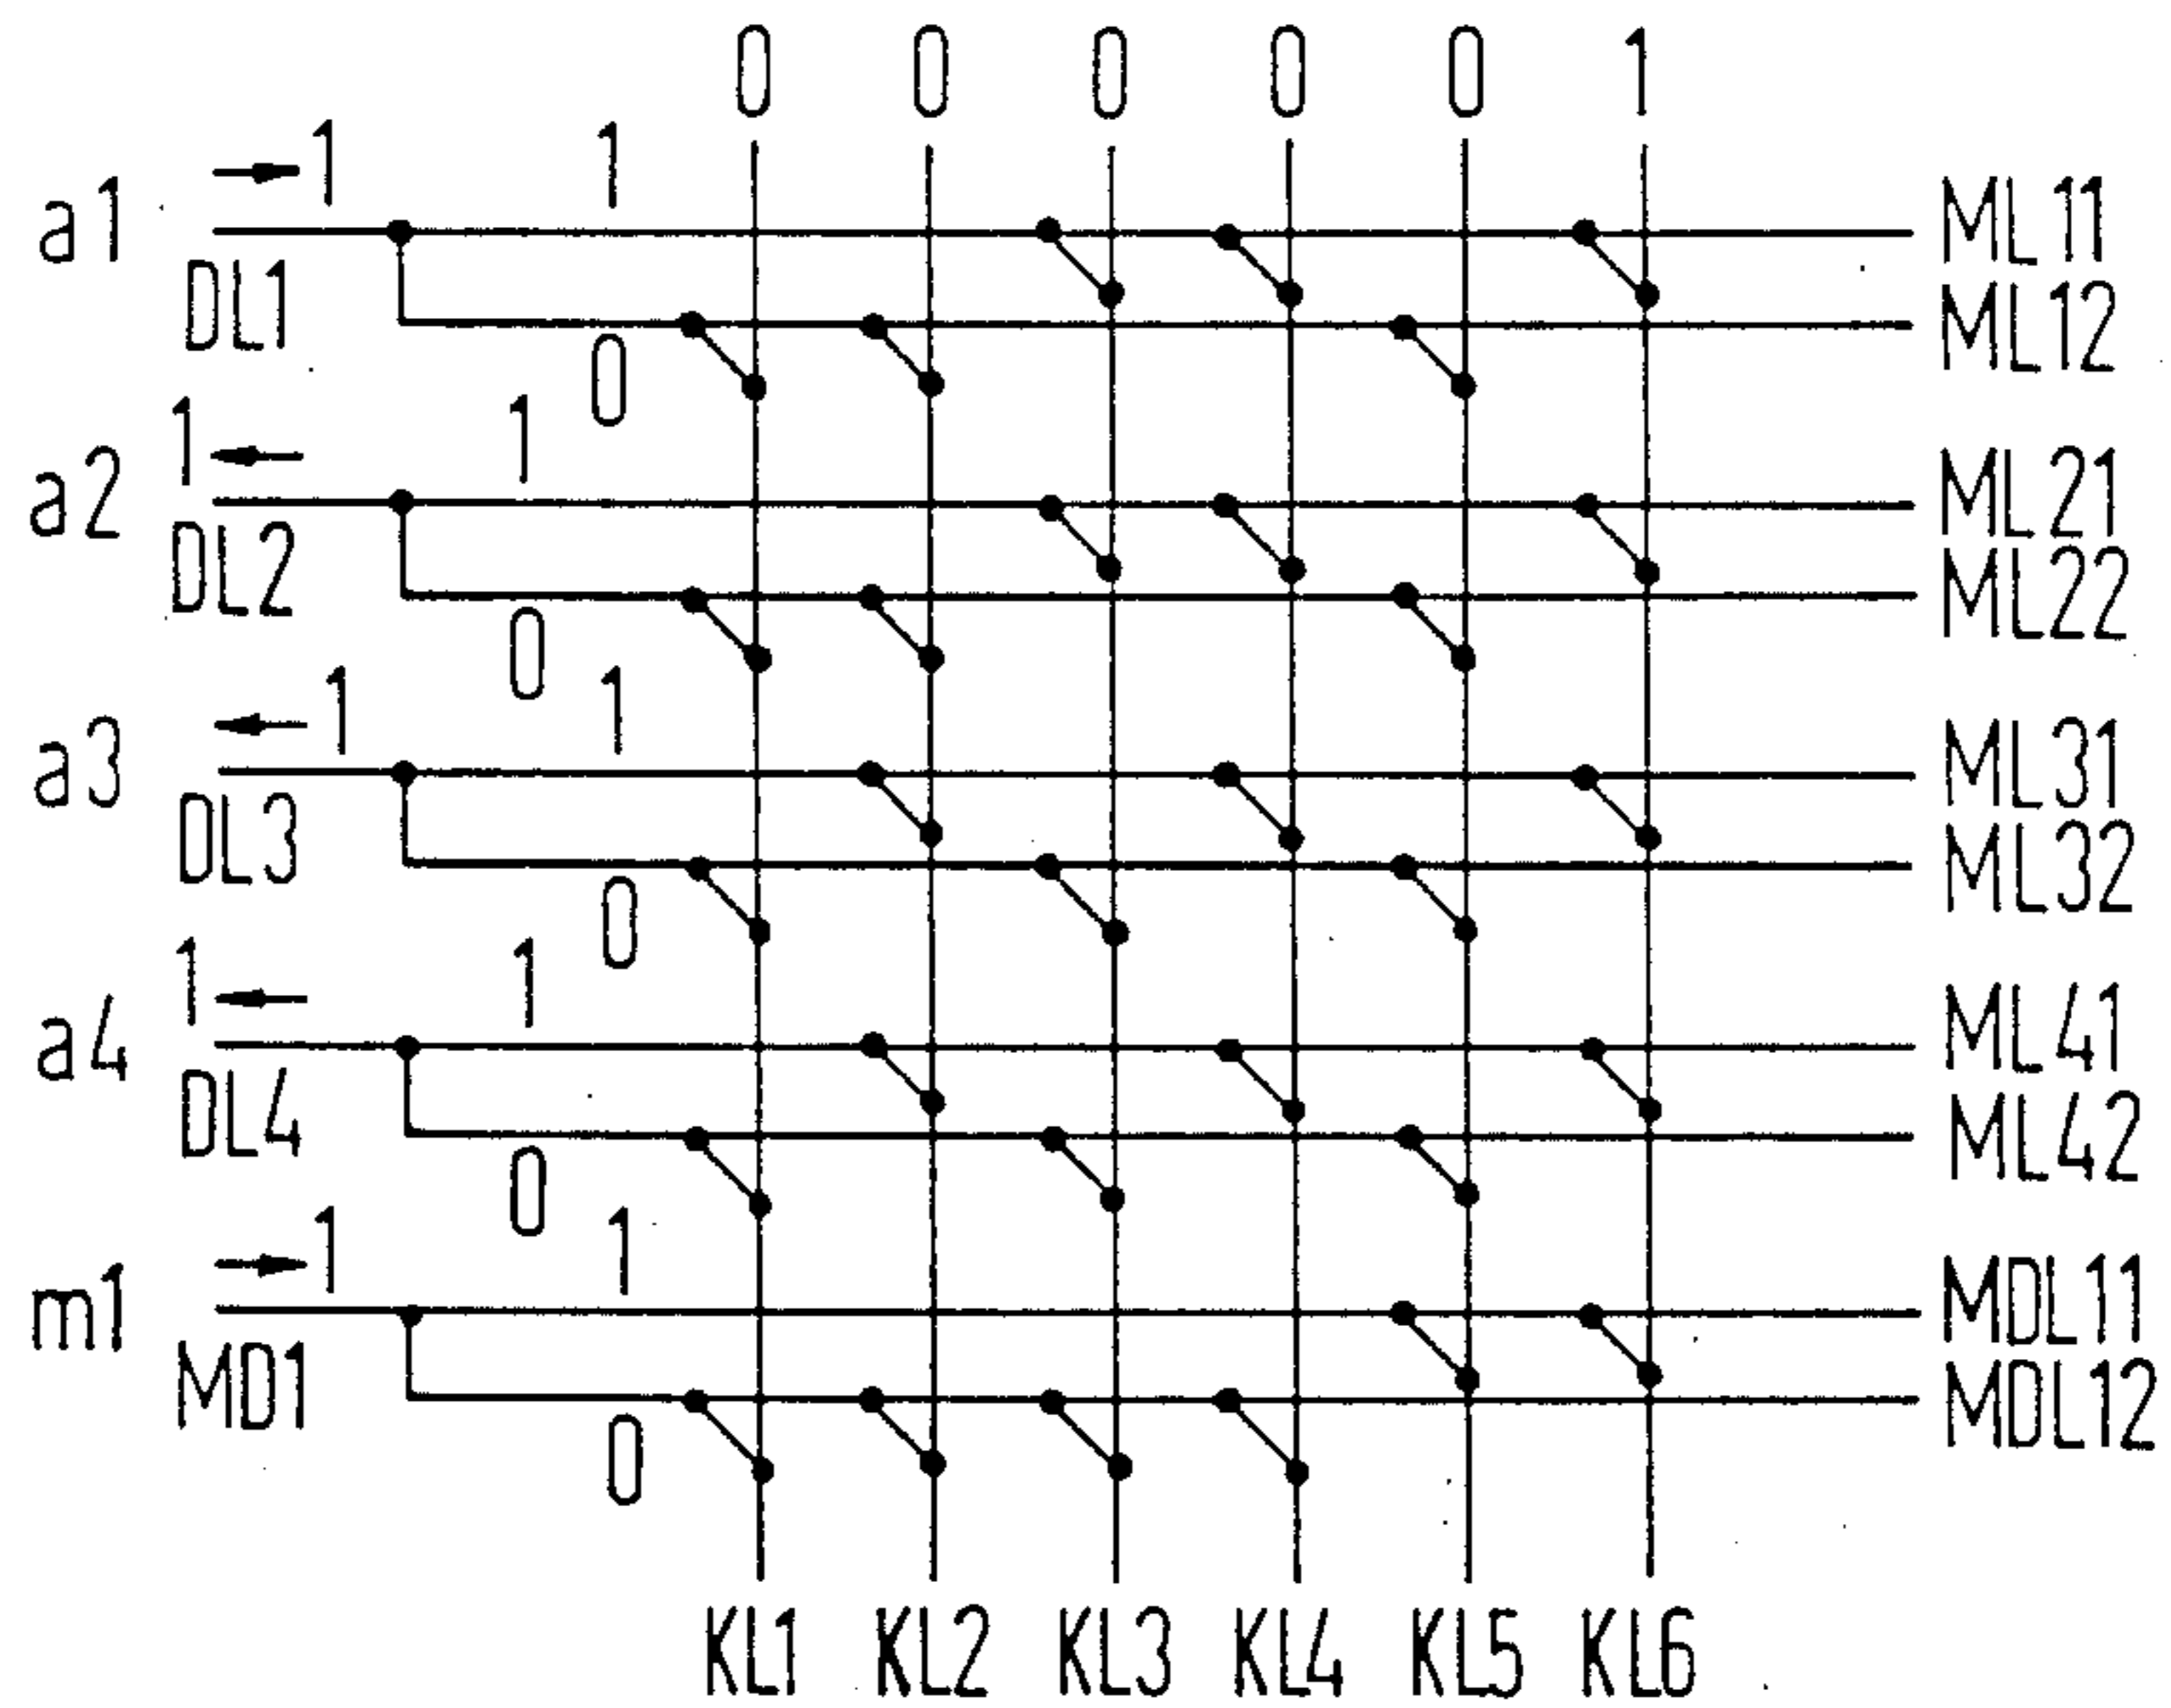 0 0 0 0 0 1
1 1
a1 ML11
DL1 ML12
0
1 1
a2 ML21
DL2 ML22
0
1 1
a3 ML31
DL3 ML32
0
1 1
a4 ML41
DL4 ML42
0
1 1
m1 MDL11
MD1 MDL12
0
KL1 KL2 KL3 KL4 KL5 KL6